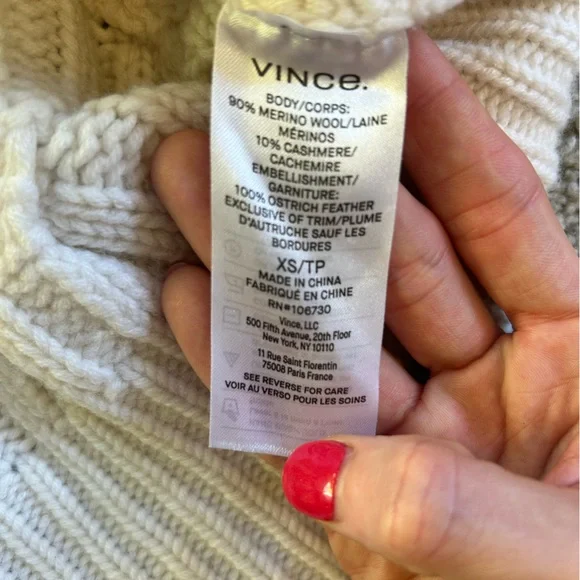 VINCE.
BODY/CORPS:
90% MERINO WOOL/LAINE
MÉRINOS
10% CASHMERE/
CACHEMIRE
EMBELLISHMENT/
GARNITURE:
100% OSTRICH FEATHER
EXCLUSIVE OF TRIM/PLUME
D'AUTRUCHE SAUF LES
BORDURES
XS/TP
MADE IN CHINA
FABRIQUÉ EN CHINE
RN#106730
Vince, LLC
500 Fifth Avenue, 20th Floor
New York, NY 10110
11 Rue Saint Florentin
75008 Paris France
SEE REVERSE FOR CARE
VOIR AU VERSO POUR LES SOINS